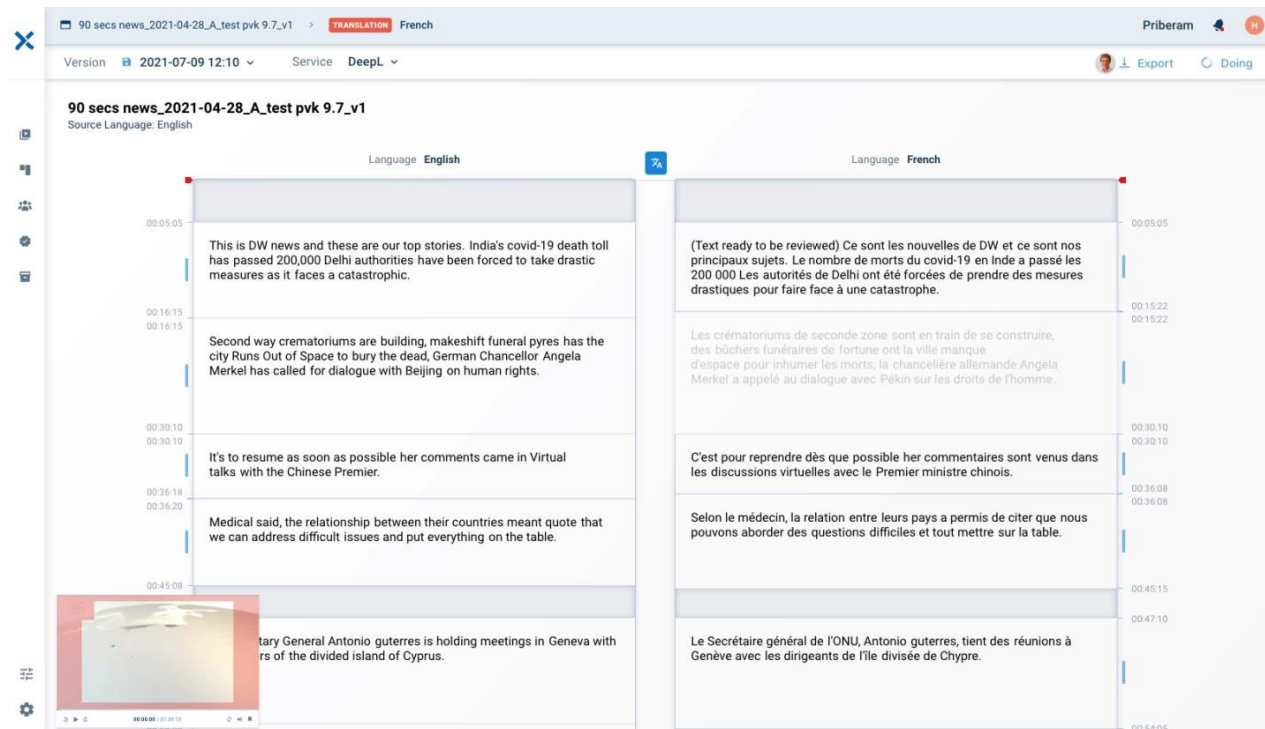 90 secs news_2021-04-28_A_test pvk 9.7_v1 > TRANSLATION French
Priberam H
Version 2021-07-09 12:10 Service DeepL
Export Doing
90 secs news_2021-04-28_A_test pvk 9.7_v1
Source Language: English
Language English
Language French
00:05:05
This is DW news and these are our top stories. India's covid-19 death toll
has passed 200,000 Delhi authorities have been forced to take drastic
measures as it faces a catastrophic.
00:16:15
00:16:15
Second way crematoriums are building, makeshift funeral pyres has the
city Runs Out of Space to bury the dead, German Chancellor Angela
Merkel has called for dialogue with Beijing on human rights.
00:30:10
00:30:10
It's to resume as soon as possible her comments came in Virtual
talks with the Chinese Premier.
00:36:18
00:36:20
Medical said, the relationship between their countries meant quote that
we can address difficult issues and put everything on the table.
00:45:08
tary General Antonio guterres is holding meetings in Geneva with
rs of the divided island of Cyprus.
00:00:00
00:05:05
(Text ready to be reviewed) Ce sont les nouvelles de DW et ce sont nos
principaux sujets. Le nombre de morts du covid-19 en Inde a passé les
200 000 Les autorités de Delhi ont été forcées de prendre des mesures
drastiques pour faire face à une catastrophe.
00:15:22
00:15:22
Les crématoriums de seconde zone sont en train de se construire,
des bûchers funéraires de fortune ont la ville manque
d'espace pour inhumer les morts, la chancelière allemande Angela
Merkel a appelé au dialogue avec Pékin sur les droits de l'homme.
00:30:10
00:30:10
C'est pour reprendre dès que possible her commentaires sont venus dans
les discussions virtuelles avec le Premier ministre chinois.
00:36:08
00:36:08
Selon le médecin, la relation entre leurs pays a permis de citer que nous
pouvons aborder des questions difficiles et tout mettre sur la table.
00:45:15
00:47:10
Le Secrétaire général de l'ONU, Antonio guterres, tient des réunions à
Genève avec les dirigeants de l'île divisée de Chypre.